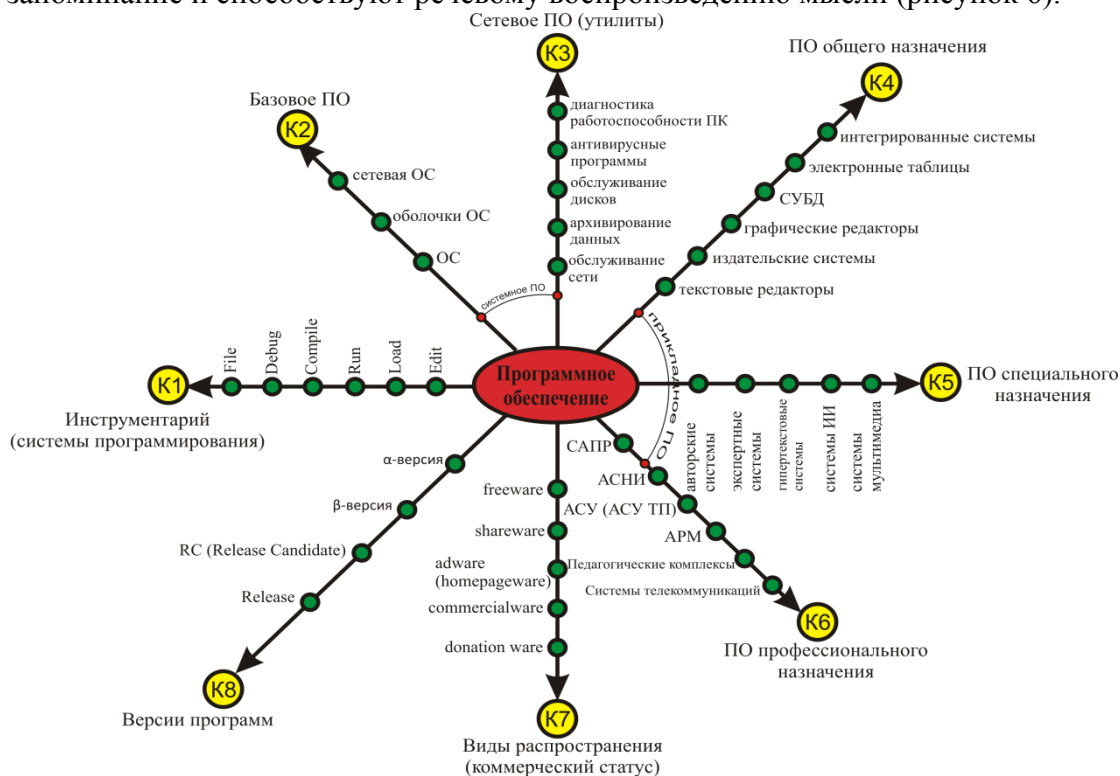 запоминание и способствуют речевому воспроизведению мысли (рисунок 6).
Сетевое ПО (утилиты)
К3
диагностика
работоспособности ПК
антивирусные
программы
обслуживание
дисков
архивирование
данных
обслуживание
сети
ПО общего назначения
К4
интегрированные системы
электронные таблицы
СУБД
графические редакторы
издательские системы
текстовые редакторы
Базовое ПО
К2
сетевая ОС
оболочки ОС
ОС
системное ПО
прикладное ПО
Программное
обеспечение
К1
File
Debug
Compile
Run
Load
Edit
Инструментарий
(системы программирования)
К5
ПО специального
назначения
авторские
системы
экспертные
системы
гипертекстовые
системы
системы ИИ
системы
мультимедиа
САПР
АСНИ
АСУ (АСУ ТП)
АРМ
Педагогические комплексы
Системы телекоммуникаций
К6
ПО профессионального
назначения
freeware
shareware
adware
(homepageware)
commercialware
donation ware
К7
Виды распространения
(коммерческий статус)
α-версия
β-версия
RC (Release Candidate)
Release
К8
Версии программ